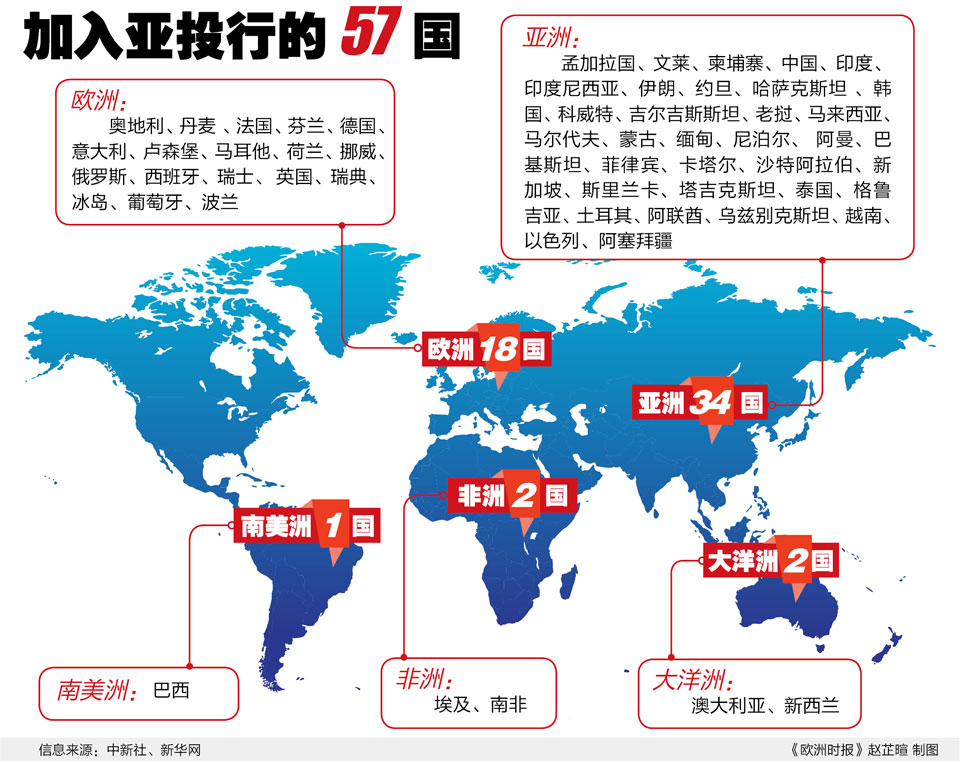 加入亚投行的57国
欧洲：
奥地利、丹麦 、法国、芬兰、德国、
意大利、卢森堡、马耳他、荷兰、挪威、
俄罗斯、西班牙、瑞士、 英国、瑞典、
冰岛、葡萄牙、波兰
亚洲：
孟加拉国、文莱、柬埔寨、中国、印度、
印度尼西亚、伊朗、约旦、哈萨克斯坦 、韩
国、科威特、吉尔吉斯斯坦、老挝、马来西亚、
马尔代夫、蒙古、缅甸、尼泊尔、 阿曼、巴
基斯坦、菲律宾、卡塔尔、沙特阿拉伯、新
加坡、斯里兰卡、塔吉克斯坦、泰国、格鲁
吉亚、土耳其、阿联酋、乌兹别克斯坦、越南、
以色列、阿塞拜疆
欧洲18国
亚洲34国
非洲2国
南美洲1国
大洋洲2国
南美洲：巴西
非洲：
埃及、南非
大洋洲：
澳大利亚、新西兰
信息来源：中新社、新华网
《欧洲时报》赵芷暄 制图